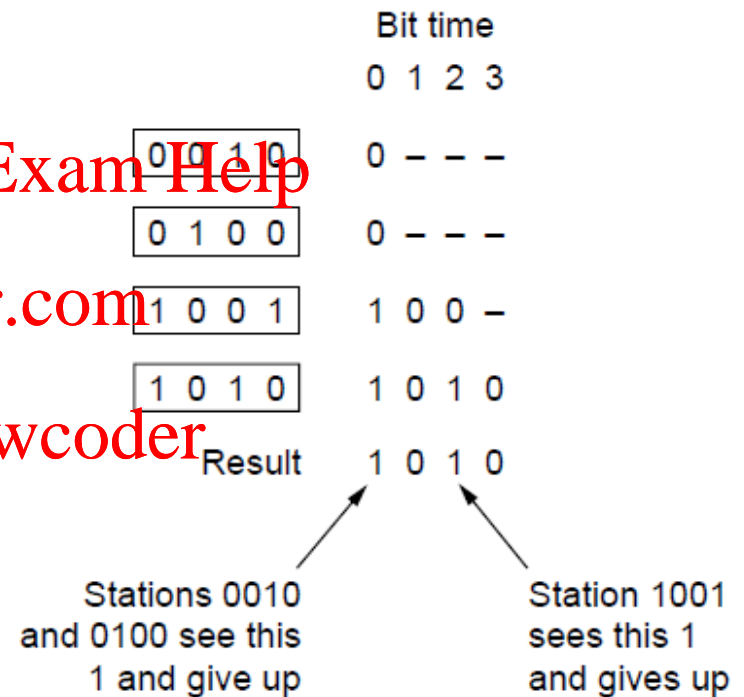 Bit time
0 1 2 3
Exam Help
0 0 1 0 0 – – –
0 1 0 0 0 – – –
r.com
1 0 0 1 1 0 0 –
1 0 1 0 1 0 1 0
wcoder
Result 1 0 1 0
Stations 0010
and 0100 see this
1 and give up
Station 1001
sees this 1
and gives up